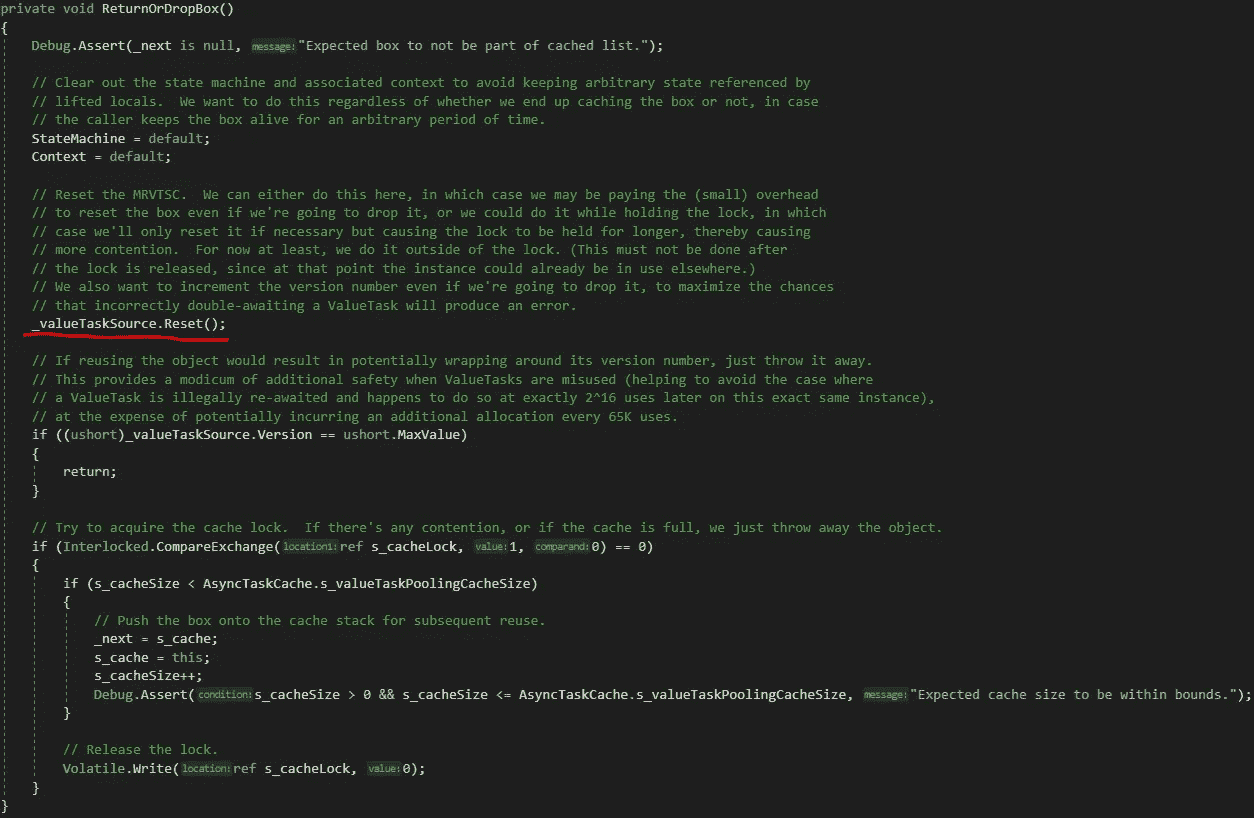 private void ReturnOrDropBox()
{
Debug.Assert(_next is null, message: "Expected box to not be part of cached list.");
// Clear out the state machine and associated context to avoid keeping arbitrary state referenced by
// lifted locals.  We want to do this regardless of whether we end up caching the box or not, in case
// the caller keeps the box alive for an arbitrary period of time.
StateMachine = default;
Context = default;
// Reset the MRVTSC.  We can either do this here, in which case we may be paying the (small) overhead
// to reset the box even if we're going to drop it, or we could do it while holding the lock, in which
// case we'll only reset it if necessary but causing the lock to be held for longer, thereby causing
// more contention.  For now at least, we do it outside of the lock. (This must not be done after
// the lock is released, since at that point the instance could already be in use elsewhere.)
// We also want to increment the version number even if we're going to drop it, to maximize the chances
// that incorrectly double-awaiting a ValueTask will produce an error.
_valueTaskSource.Reset();
// If reusing the object would result in potentially wrapping around its version number, just throw it away.
// This provides a modicum of additional safety when ValueTasks are misused (helping to avoid the case where
// a ValueTask is illegally re-awaited and happens to do so at exactly 2^16 uses later on this exact same instance),
// at the expense of potentially incurring an additional allocation every 65K uses.
if ((ushort)_valueTaskSource.Version == ushort.MaxValue)
{
return;
}
// Try to acquire the cache lock.  If there's any contention, or if the cache is full, we just throw away the object.
if (Interlocked.CompareExchange(location1: ref s_cacheLock, value: 1, comparand: 0) == 0)
{
if (s_cacheSize < AsyncTaskCache.s_valueTaskPoolingCacheSize)
{
// Push the box onto the cache stack for subsequent reuse.
_next = s_cache;
s_cache = this;
s_cacheSize++;
Debug.Assert(condition: s_cacheSize > 0 && s_cacheSize <= AsyncTaskCache.s_valueTaskPoolingCacheSize, message: "Expected cache size to be within bounds.");
}
// Release the lock.
Volatile.Write(location: ref s_cacheLock, value: 0);
}
}